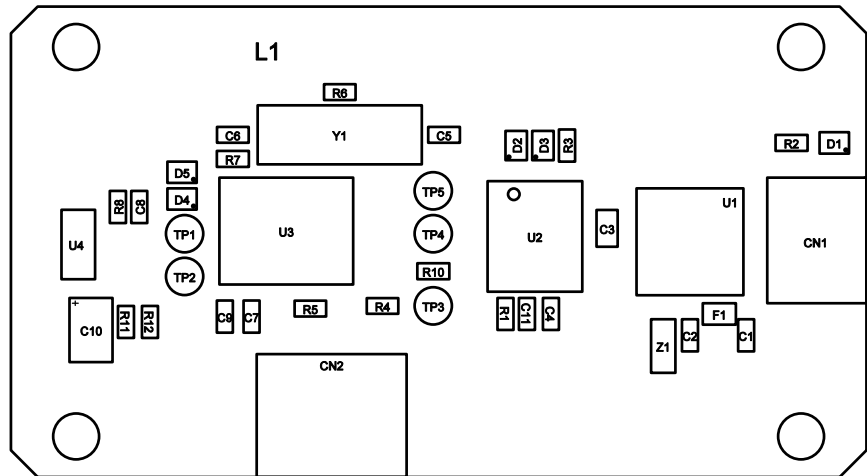 L1
R6
C6
Y1
C5
D2
D3
R3
R2
D1
R7
D5
D4
R8
C8
TP5
U1
TP1
U3
TP4
C3
U2
U4
CN1
TP2
R10
+
C10
R11
R12
C9
C7
R5
R4
TP3
R1
C11
C4
F1
Z1
C2
C1
CN2